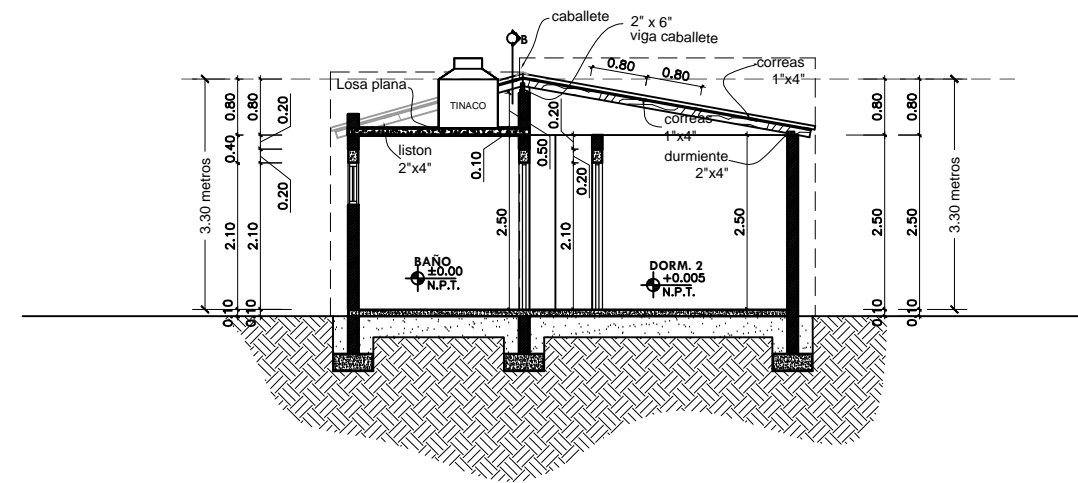 caballete
2" x 6"
viga caballete
B
0.80
0.80
correas
1"x4"
Losa plana
TINACO
0.20
correas
1"x4"
liston
2"x4"
0.10
0.50
0.20
durmiente
2"x4"
3.30 metros
0.80
0.40
2.10
0.10
0.80
2.10
0.10
0.20
0.20
2.50
2.10
2.50
BAÑO
±0.00
N.P.T.
DORM. 2
+0.005
N.P.T.
0.80
2.50
0.10
0.80
2.50
0.10
3.30 metros